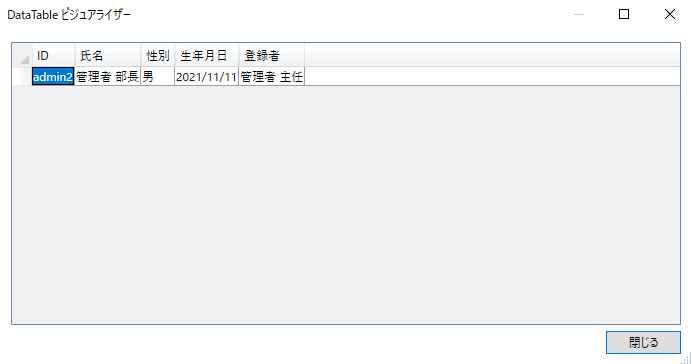 DataTable ビジュアライザー
ID 氏名 性別 生年月日 登録者
admin2 管理者 部長 男 2021/11/11 管理者 主任
閉じる